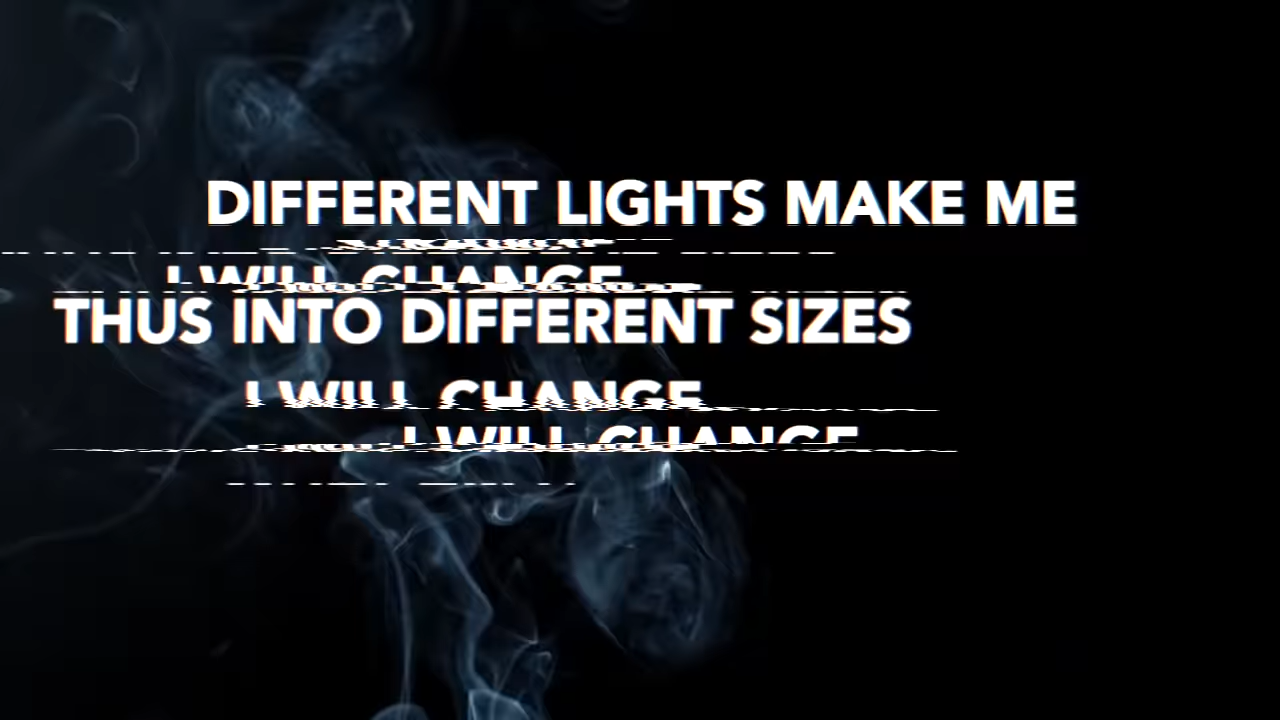 DIFFERENT LIGHTS MAKE ME
I WILL CHANGE
THUS INTO DIFFERENT SIZES
I WILL CHANGE
I WILL CHANGE